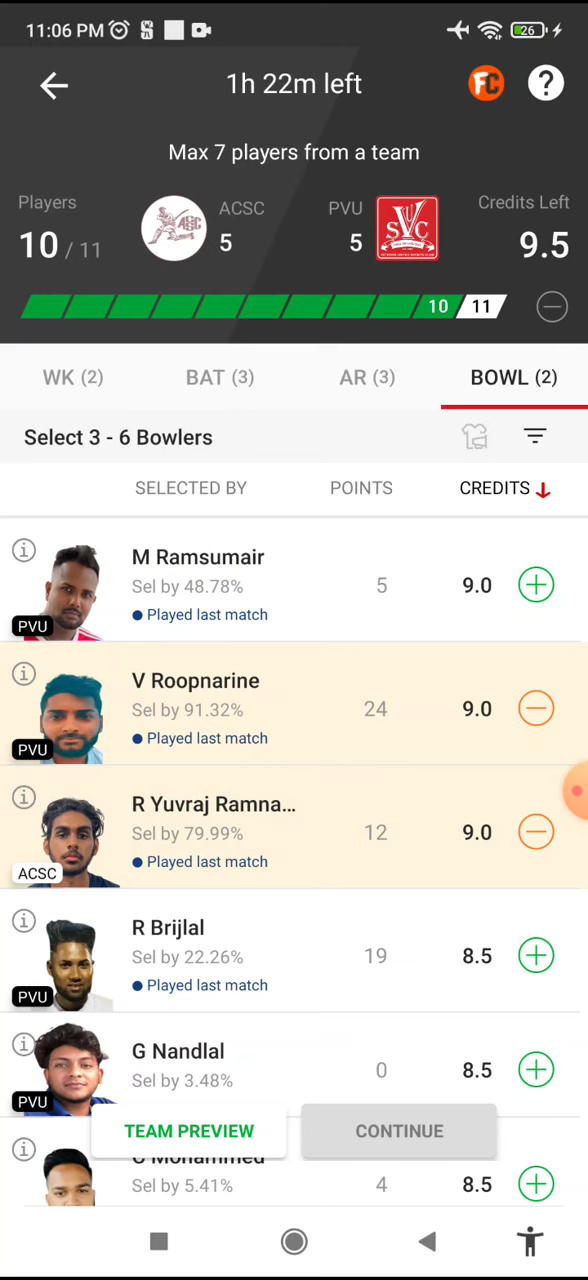 11:06 PM 26
1h 22m left FC ?
Max 7 players from a team
Players ACSC PVU Credits Left
10 / 11 5 5 9.5
10 11
WK (2) BAT (3) AR (3) BOWL (2)
Select 3 - 6 Bowlers
SELECTED BY POINTS CREDITS
M Ramsumair
Sel by 48.78% 5 9.0
Played last match
PVU
V Roopnarine
Sel by 91.32% 24 9.0
Played last match
PVU
R Yuvraj Ramna...
Sel by 79.99% 12 9.0
Played last match
ACSC
R Brijlal
Sel by 22.26% 19 8.5
Played last match
PVU
G Nandlal
Sel by 3.48% 0 8.5
PVU
TEAM PREVIEW CONTINUE
Mohammed
Sel by 5.41% 4 8.5